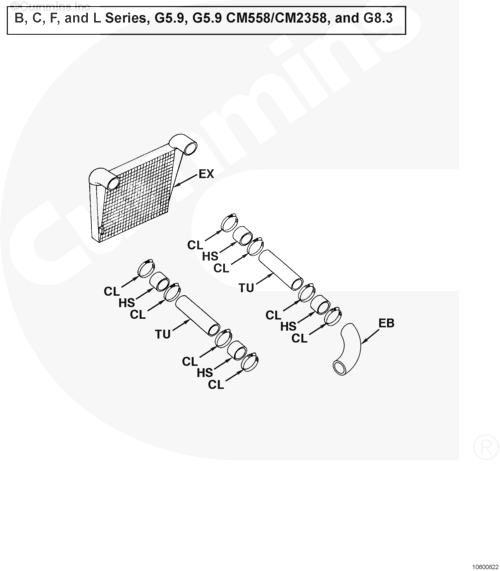 ©Cummins Inc
B, C, F, and L Series, G5.9, G5.9 CM558/CM2358, and G8.3
Cummins
EX
CL
HS
CL
TU
CL
HS
CL
EB
CL
HS
CL
TU
CL
HS
CL
®
10600822